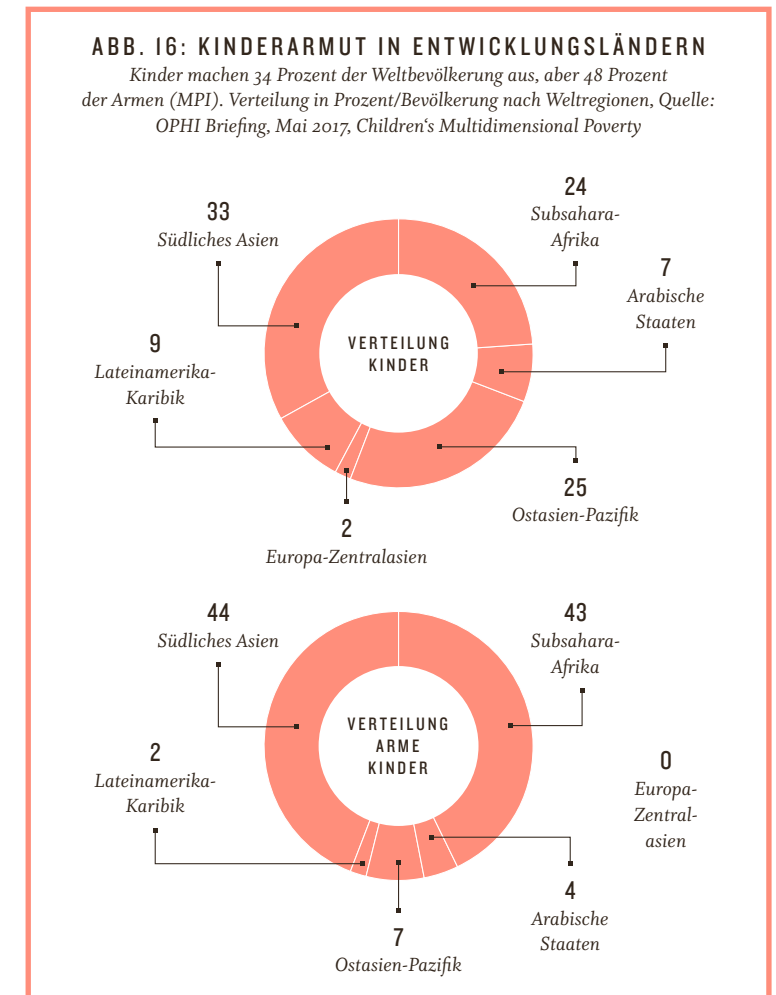 ABB. 16: KINDERARMUT IN ENTWICKLUNGSLÄNDERN
Kinder machen 34 Prozent der Weltbevölkerung aus, aber 48 Prozent
der Armen (MPI). Verteilung in Prozent/Bevölkerung nach Weltregionen, Quelle:
OPHI Briefing, Mai 2017, Children‘s Multidimensional Poverty
24
Subsahara-
Afrika
33
Südliches Asien
7
Arabische
Staaten
9
Lateinamerika-
Karibik
VERTEILUNG
KINDER
25
Ostasien-Pazifik
2
Europa-Zentralasien
44
Südliches Asien
43
Subsahara-
Afrika
VERTEILUNG
ARME
KINDER
2
Lateinamerika-
Karibik
0
Europa-
Zentral-
asien
4
Arabische
Staaten
7
Ostasien-Pazifik